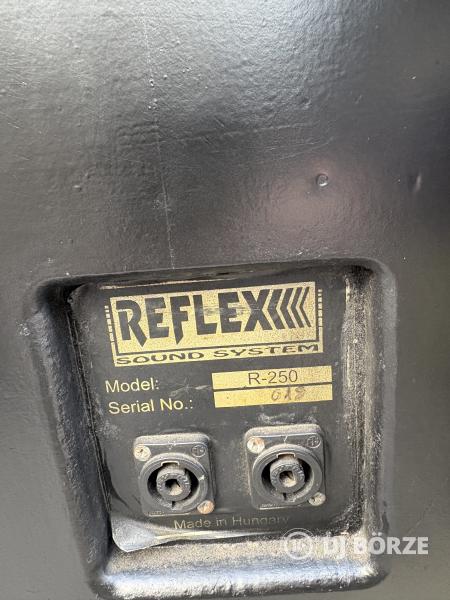 REFLEX
SOUND SYSTEM
Model: R-250
Serial No.: 018
Made in Hungary
DJ BÖRZE